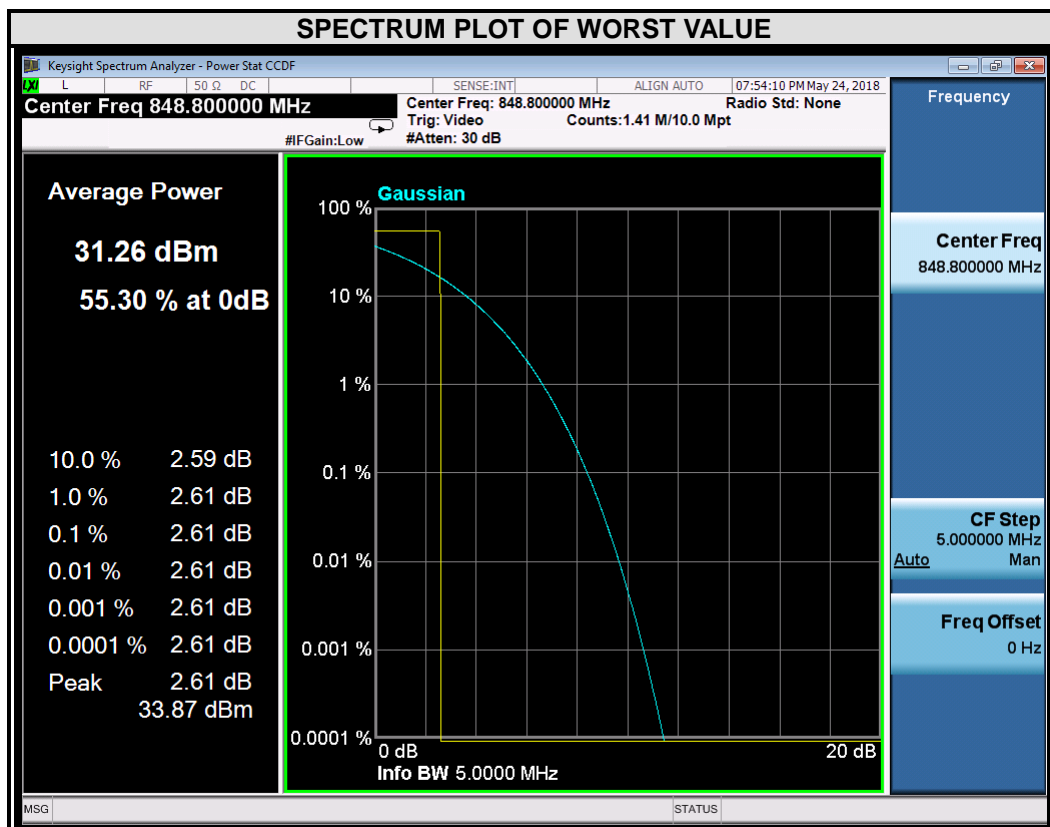 SPECTRUM PLOT OF WORST VALUE
Keysight Spectrum Analyzer - Power Stat CCDF
LXI L RF 50 Ω DC SENSE:INT ALIGN AUTO 07:54:10 PM May 24, 2018
Center Freq 848.800000 MHz
Center Freq: 848.800000 MHz Radio Std: None
Trig: Video Counts:1.41 M/10.0 Mpt
#IFGain:Low #Atten: 30 dB
Frequency
Average Power
31.26 dBm
55.30 % at 0dB
10.0 % 2.59 dB
1.0 % 2.61 dB
0.1 % 2.61 dB
0.01 % 2.61 dB
0.001 % 2.61 dB
0.0001 % 2.61 dB
Peak 2.61 dB
33.87 dBm
Gaussian
100 %
10 %
1 %
0.1 %
0.01 %
0.001 %
0.0001 %
0 dB 20 dB
Info BW 5.0000 MHz
Center Freq
848.800000 MHz
CF Step
5.000000 MHz
Auto Man
Freq Offset
0 Hz
MSG STATUS